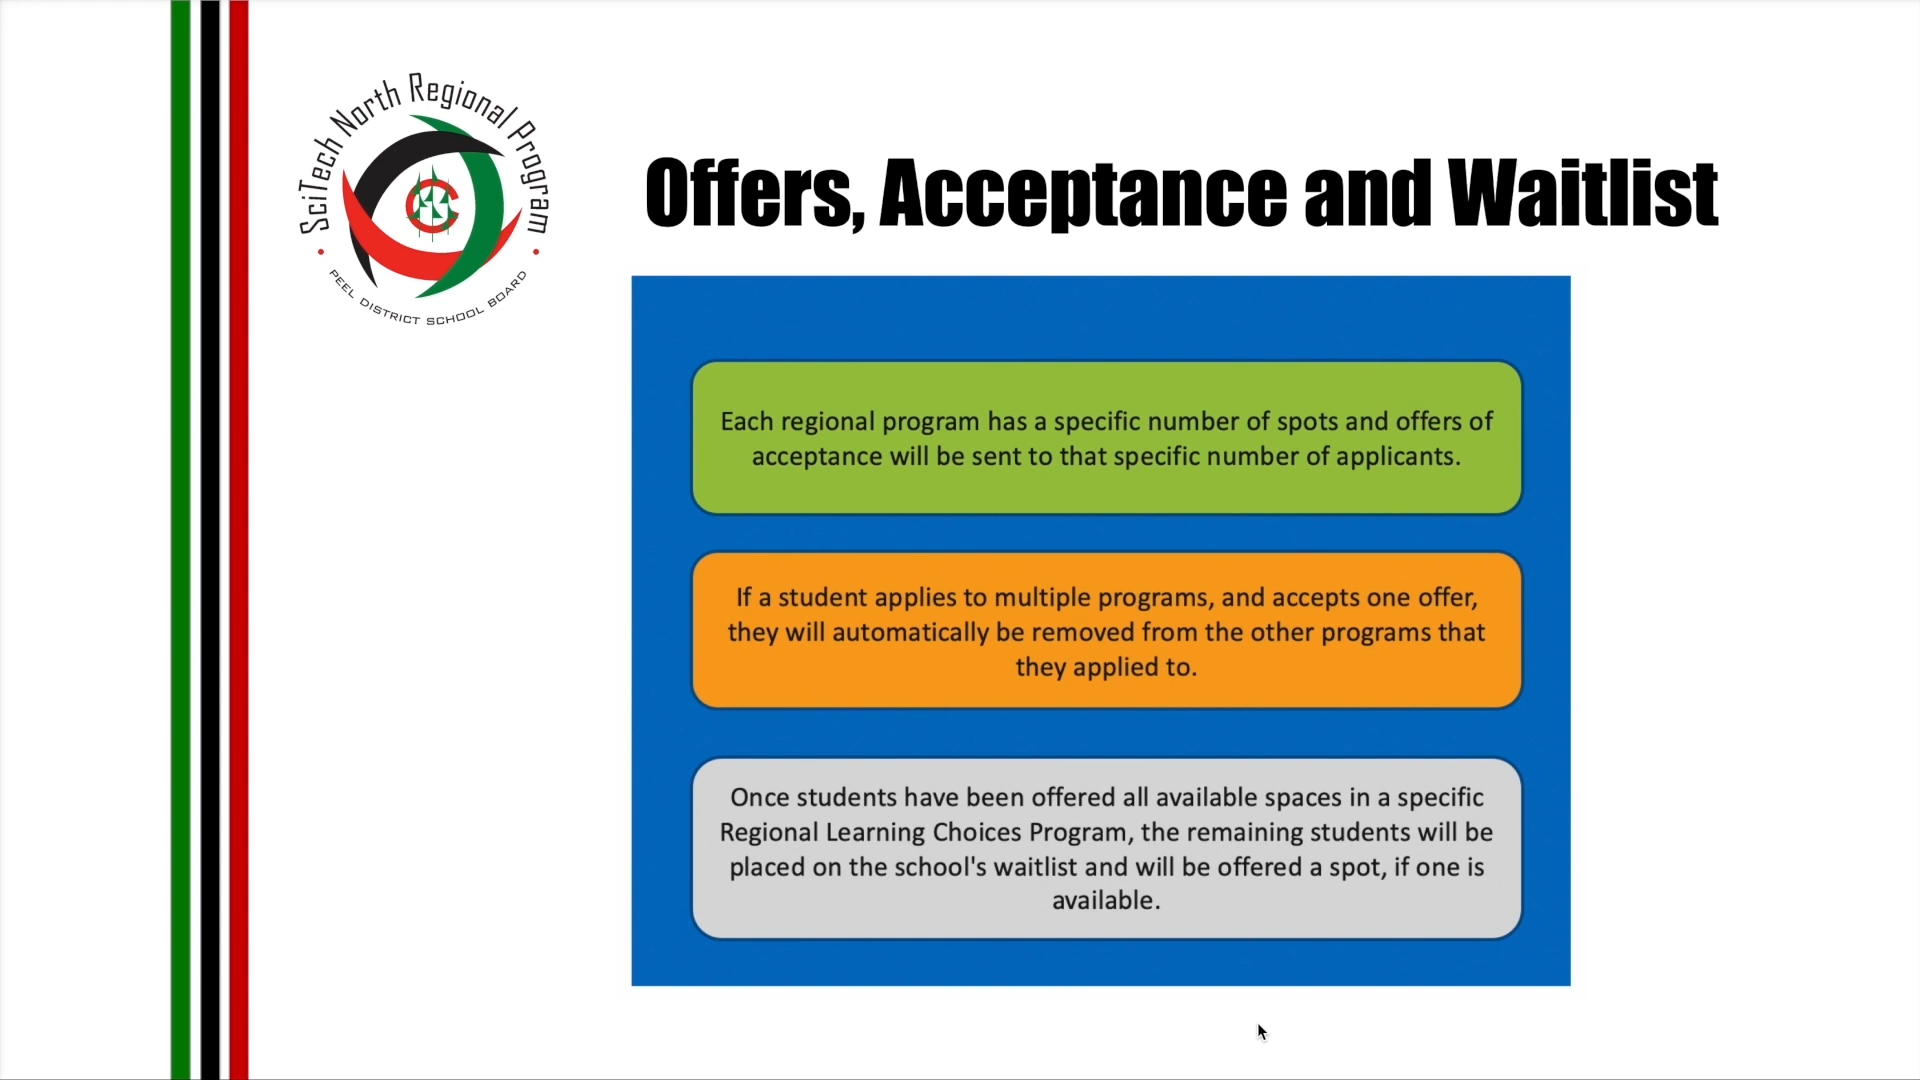 SciTech North Regional Program
PEEL DISTRICT SCHOOL BOARD
Offers, Acceptance and Waitlist
Each regional program has a specific number of spots and offers of
acceptance will be sent to that specific number of applicants.
If a student applies to multiple programs, and accepts one offer,
they will automatically be removed from the other programs that
they applied to.
Once students have been offered all available spaces in a specific
Regional Learning Choices Program, the remaining students will be
placed on the school's waitlist and will be offered a spot, if one is
available.